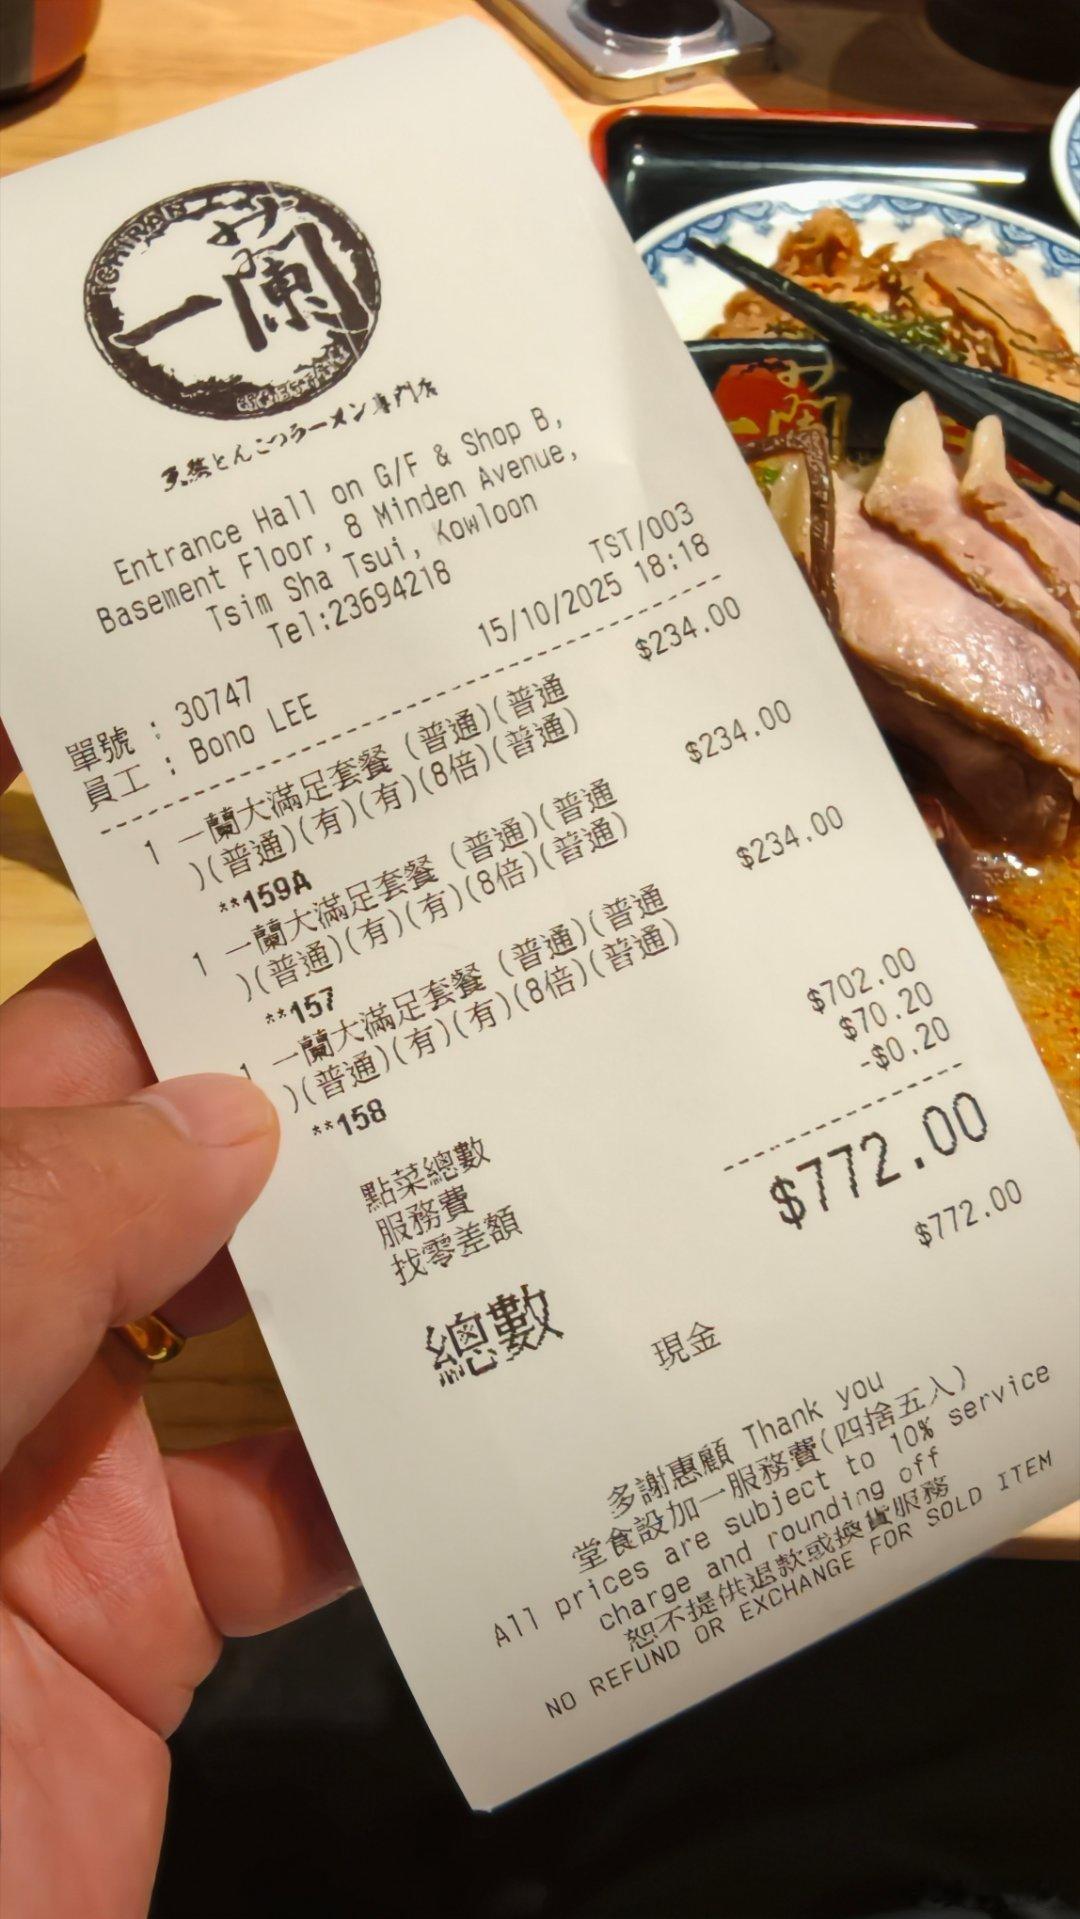 ICHIRAN
一蘭
天然とんこつラーメン専門店
Entrance Hall on G/F & Shop B,
Basement Floor, 8 Minden Avenue,
Tsim Sha Tsui, Kowloon
Tel:23694218
TST/003
單號 : 30747 15/10/2025 18:18
員工 : Bono LEE
1 一蘭大滿足套餐 (普通)(普通 $234.00
)(普通)(有)(有)(8倍)(普通)
**159A
1 一蘭大滿足套餐 (普通)(普通 $234.00
)(普通)(有)(有)(8倍)(普通)
**157
1 一蘭大滿足套餐 (普通)(普通 $234.00
)(普通)(有)(有)(8倍)(普通)
**158
點菜總數 $702.00
服務費 $70.20
找零差額 -$0.20
總數 $772.00
現金 $772.00
多謝惠顧 Thank you
堂食設加一服務費(四捨五入)
All prices are subject to 10% service
charge and rounding off
恕不提供退款或換貨服務
NO REFUND OR EXCHANGE FOR SOLD ITEM